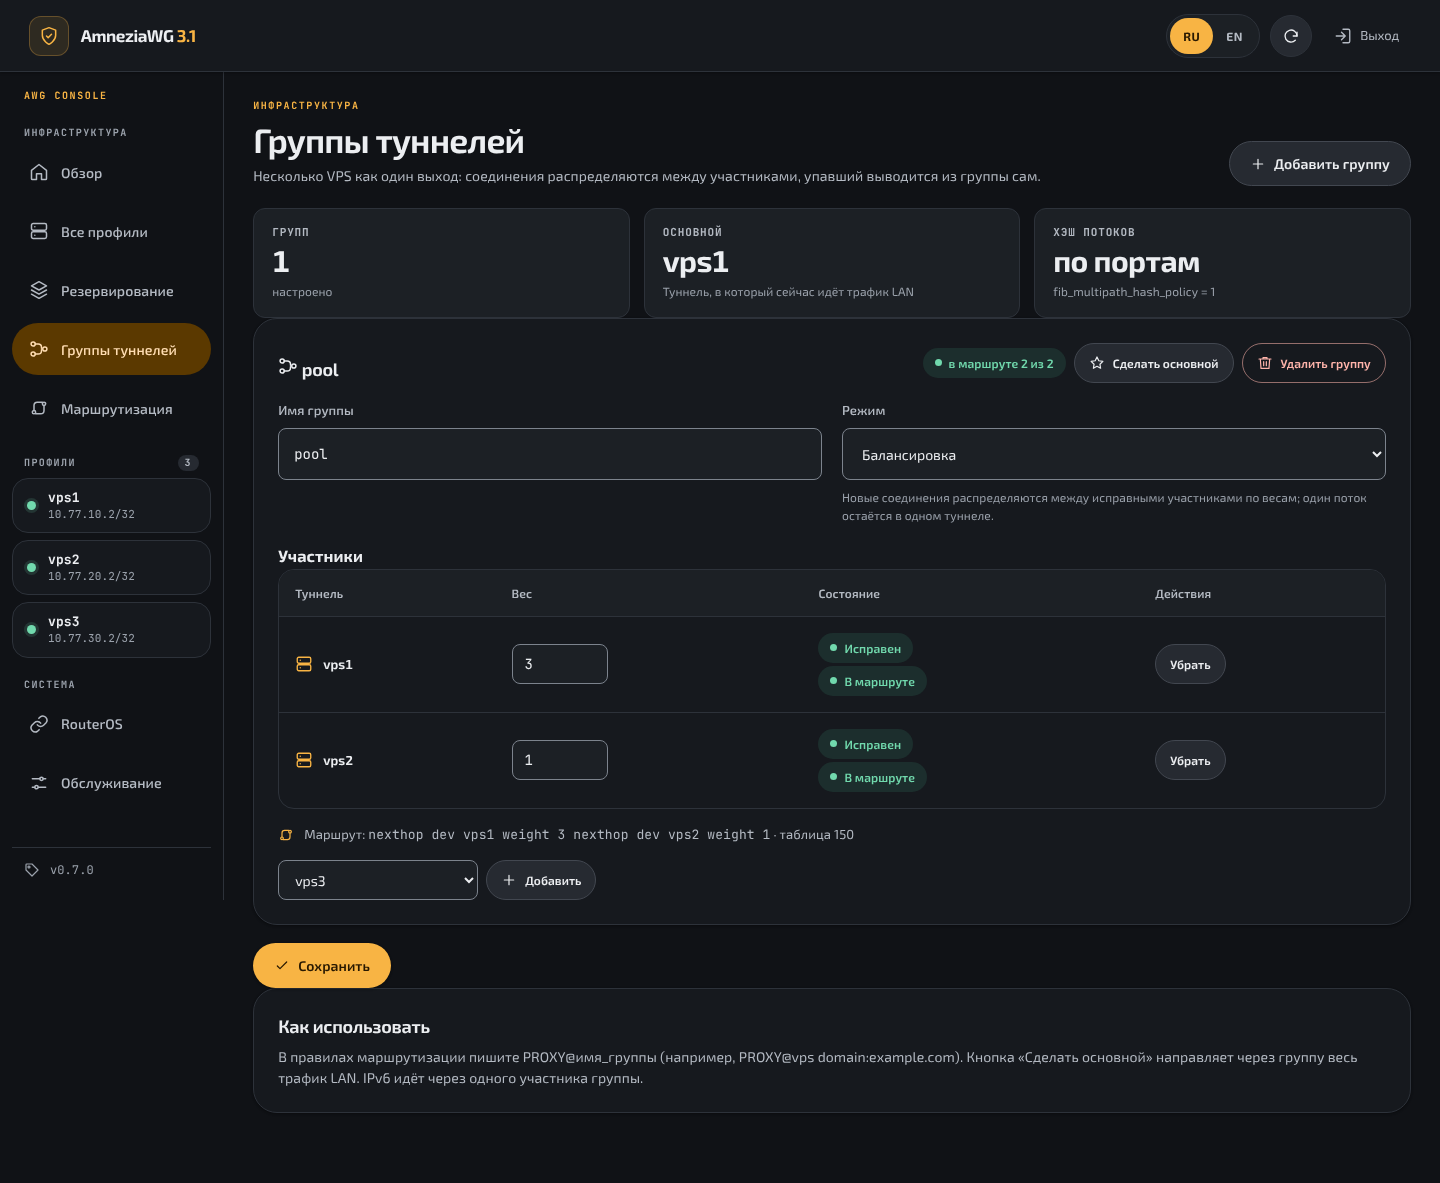 AmneziaWG 3.1
RU
EN
Выход
AWG CONSOLE
ИНФРАСТРУКТУРА
Обзор
Все профили
Резервирование
Группы туннелей
Маршрутизация
ПРОФИЛИ
3
vps1
10.77.10.2/32
vps2
10.77.20.2/32
vps3
10.77.30.2/32
СИСТЕМА
RouterOS
Обслуживание
v0.7.0
ИНФРАСТРУКТУРА
Группы туннелей
Несколько VPS как один выход: соединения распределяются между участниками, упавший выводится из группы сам.
Добавить группу
ГРУПП
1
настроено
ОСНОВНОЙ
vps1
Туннель, в который сейчас идёт трафик LAN
ХЭШ ПОТОКОВ
по портам
fib_multipath_hash_policy = 1
pool
в маршруте 2 из 2
Сделать основной
Удалить группу
Имя группы
pool
Режим
Балансировка
Новые соединения распределяются между исправными участниками по весам; один поток
остаётся в одном туннеле.
Участники
Туннель
Вес
Состояние
Действия
vps1
3
Исправен
В маршруте
Убрать
vps2
1
Исправен
В маршруте
Убрать
Маршрут: nexthop dev vps1 weight 3 nexthop dev vps2 weight 1 · таблица 150
vps3
Добавить
Сохранить
Как использовать
В правилах маршрутизации пишите PROXY@имя_группы (например, PROXY@vps domain:example.com). Кнопка «Сделать основной» направляет через группу весь
трафик LAN. IPv6 идёт через одного участника группы.